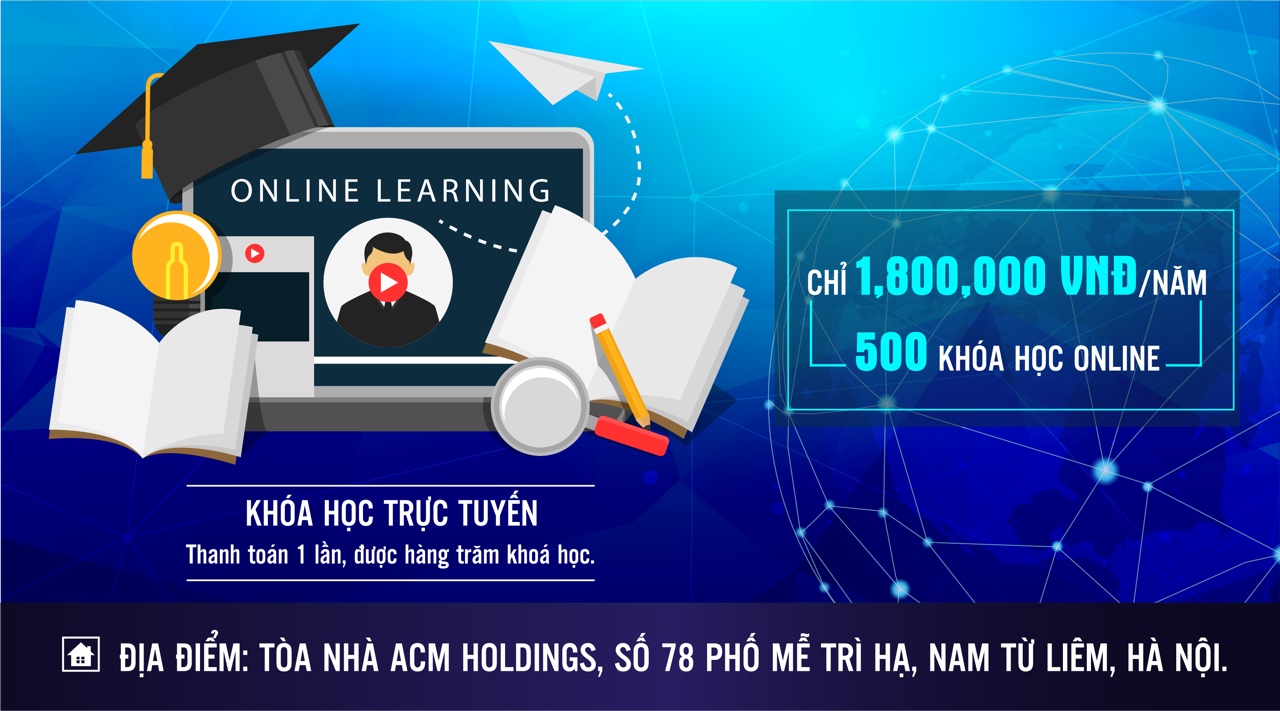 ONLINE LEARNING
CHỈ 1,800,000 VNĐ/NĂM
500 KHÓA HỌC ONLINE
KHÓA HỌC TRỰC TUYẾN
Thanh toán 1 lần, được hàng trăm khoá học.
ĐỊA ĐIỂM: TÒA NHÀ ACM HOLDINGS, SỐ 78 PHỐ MỄ TRÌ HẠ, NAM TỪ LIÊM, HÀ NỘI.